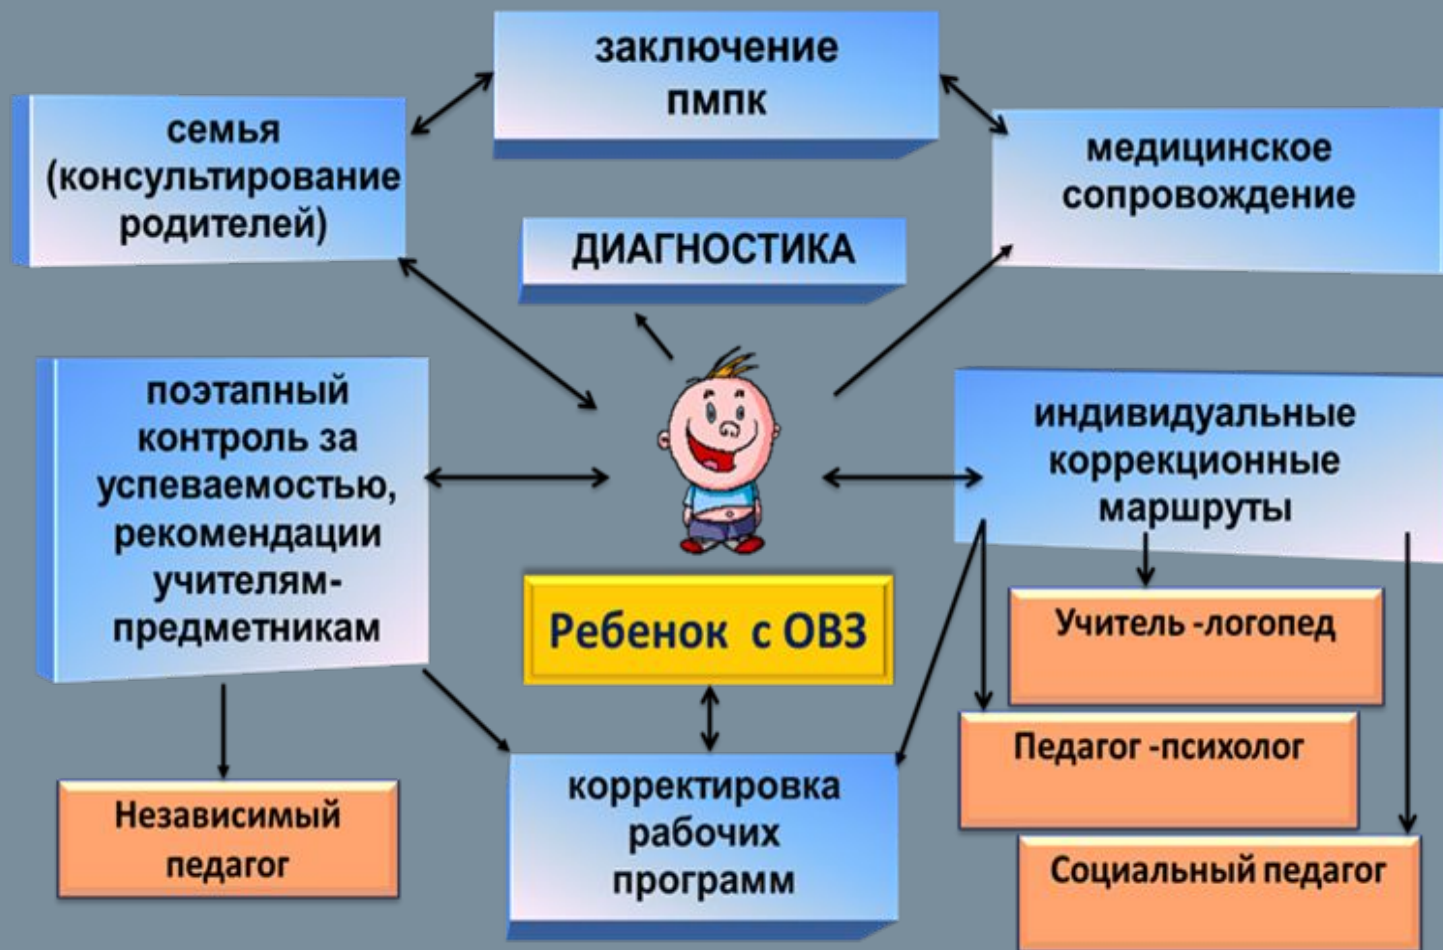 заключение
пмпк
семья
(консультирование
родителей)
медицинское
сопровождение
ДИАГНОСТИКА
поэтапный
контроль за
успеваемостью,
рекомендации
учителям-
предметникам
индивидуальные
коррекционные
маршруты
Ребенок с ОВЗ
Учитель -логопед
Педагог -психолог
Социальный педагог
Независимый
педагог
корректировка
рабочих
программ